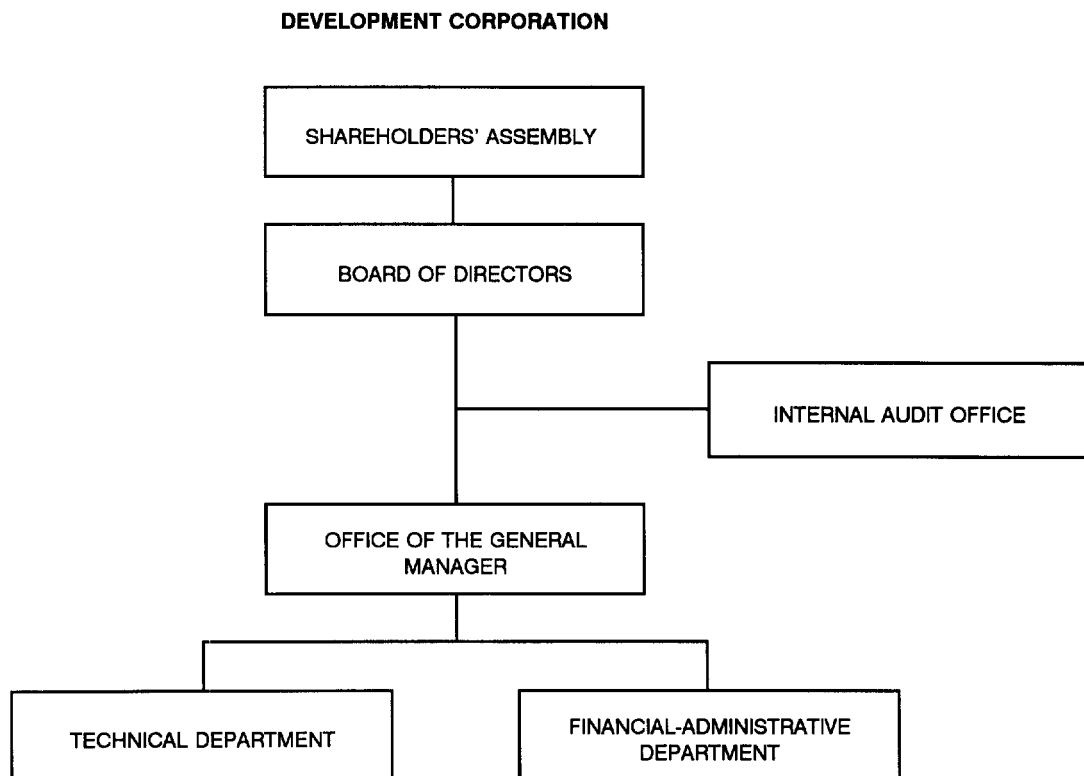 DEVELOPMENT CORPORATION
SHAREHOLDERS' ASSEMBLY
BOARD OF DIRECTORS
INTERNAL AUDIT OFFICE
OFFICE OF THE GENERAL
MANAGER
TECHNICAL DEPARTMENT
FINANCIAL-ADMINISTRATIVE
DEPARTMENT